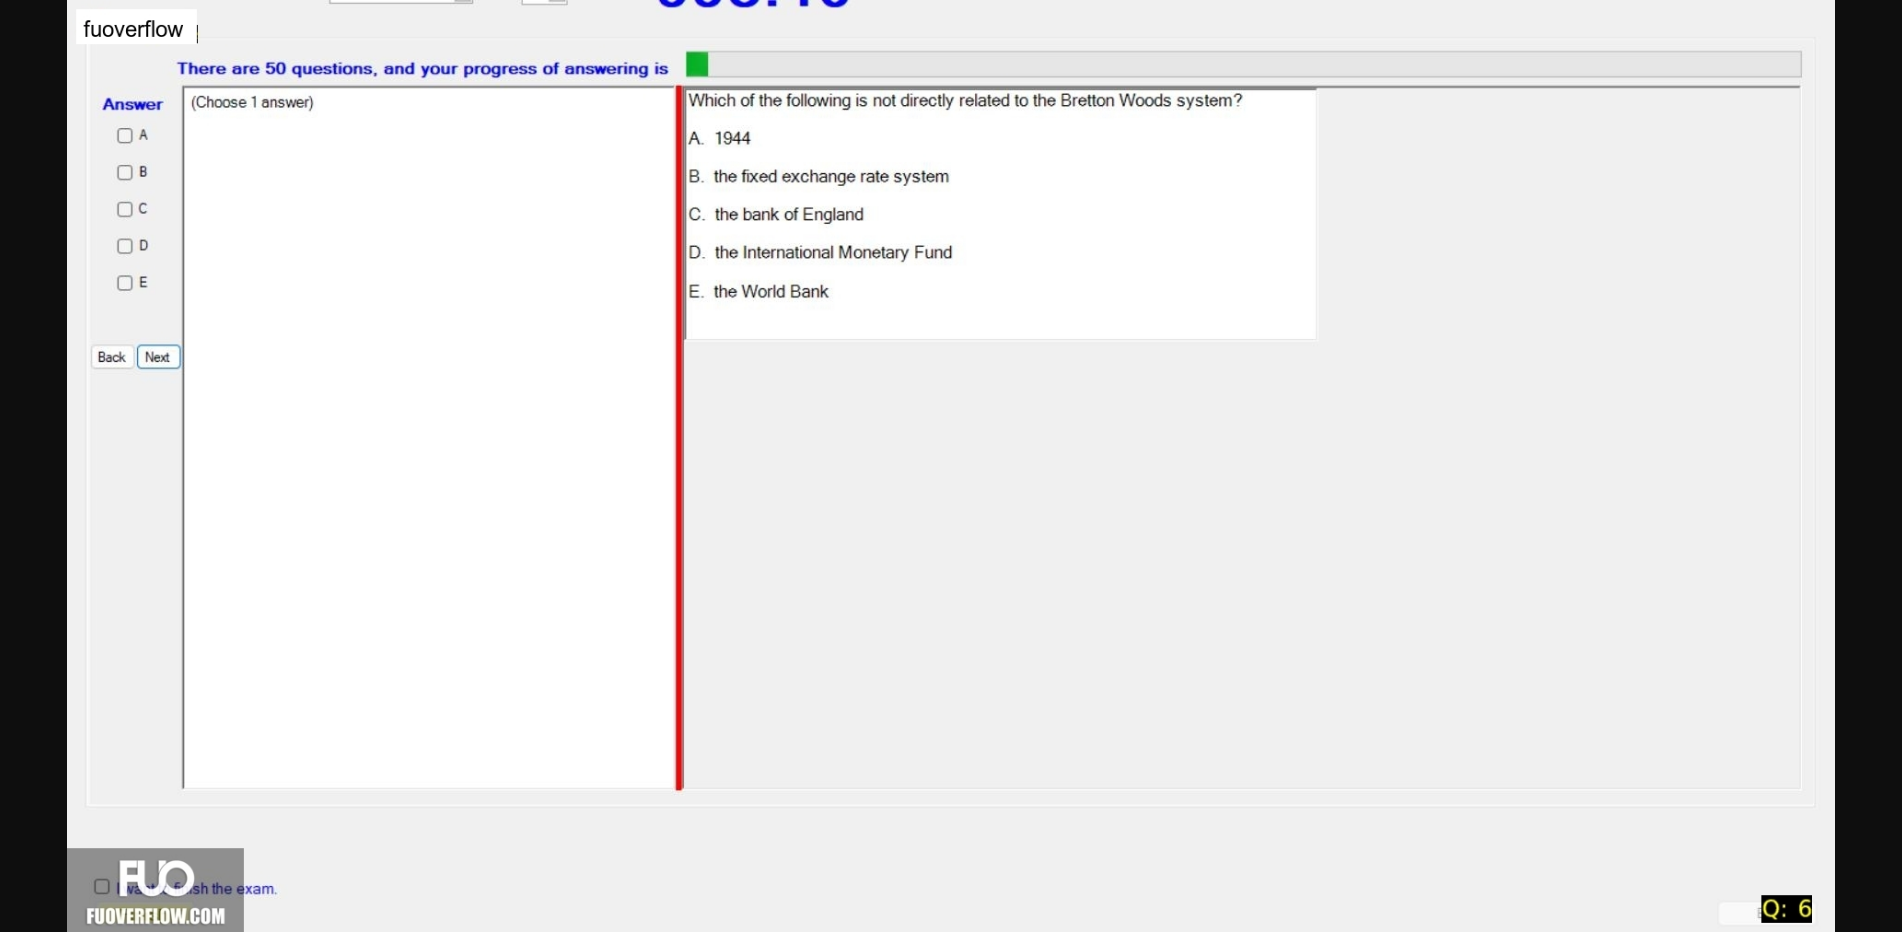 fuoverflow
There are 50 questions, and your progress of answering is
Answer
(Choose 1 answer)
A
B
C
D
E
Back Next
Which of the following is not directly related to the Bretton Woods system?
A. 1944
B. the fixed exchange rate system
C. the bank of England
D. the International Monetary Fund
E. the World Bank
FUO
sh the exam.
FUOVERFLOW.COM
Q: 6